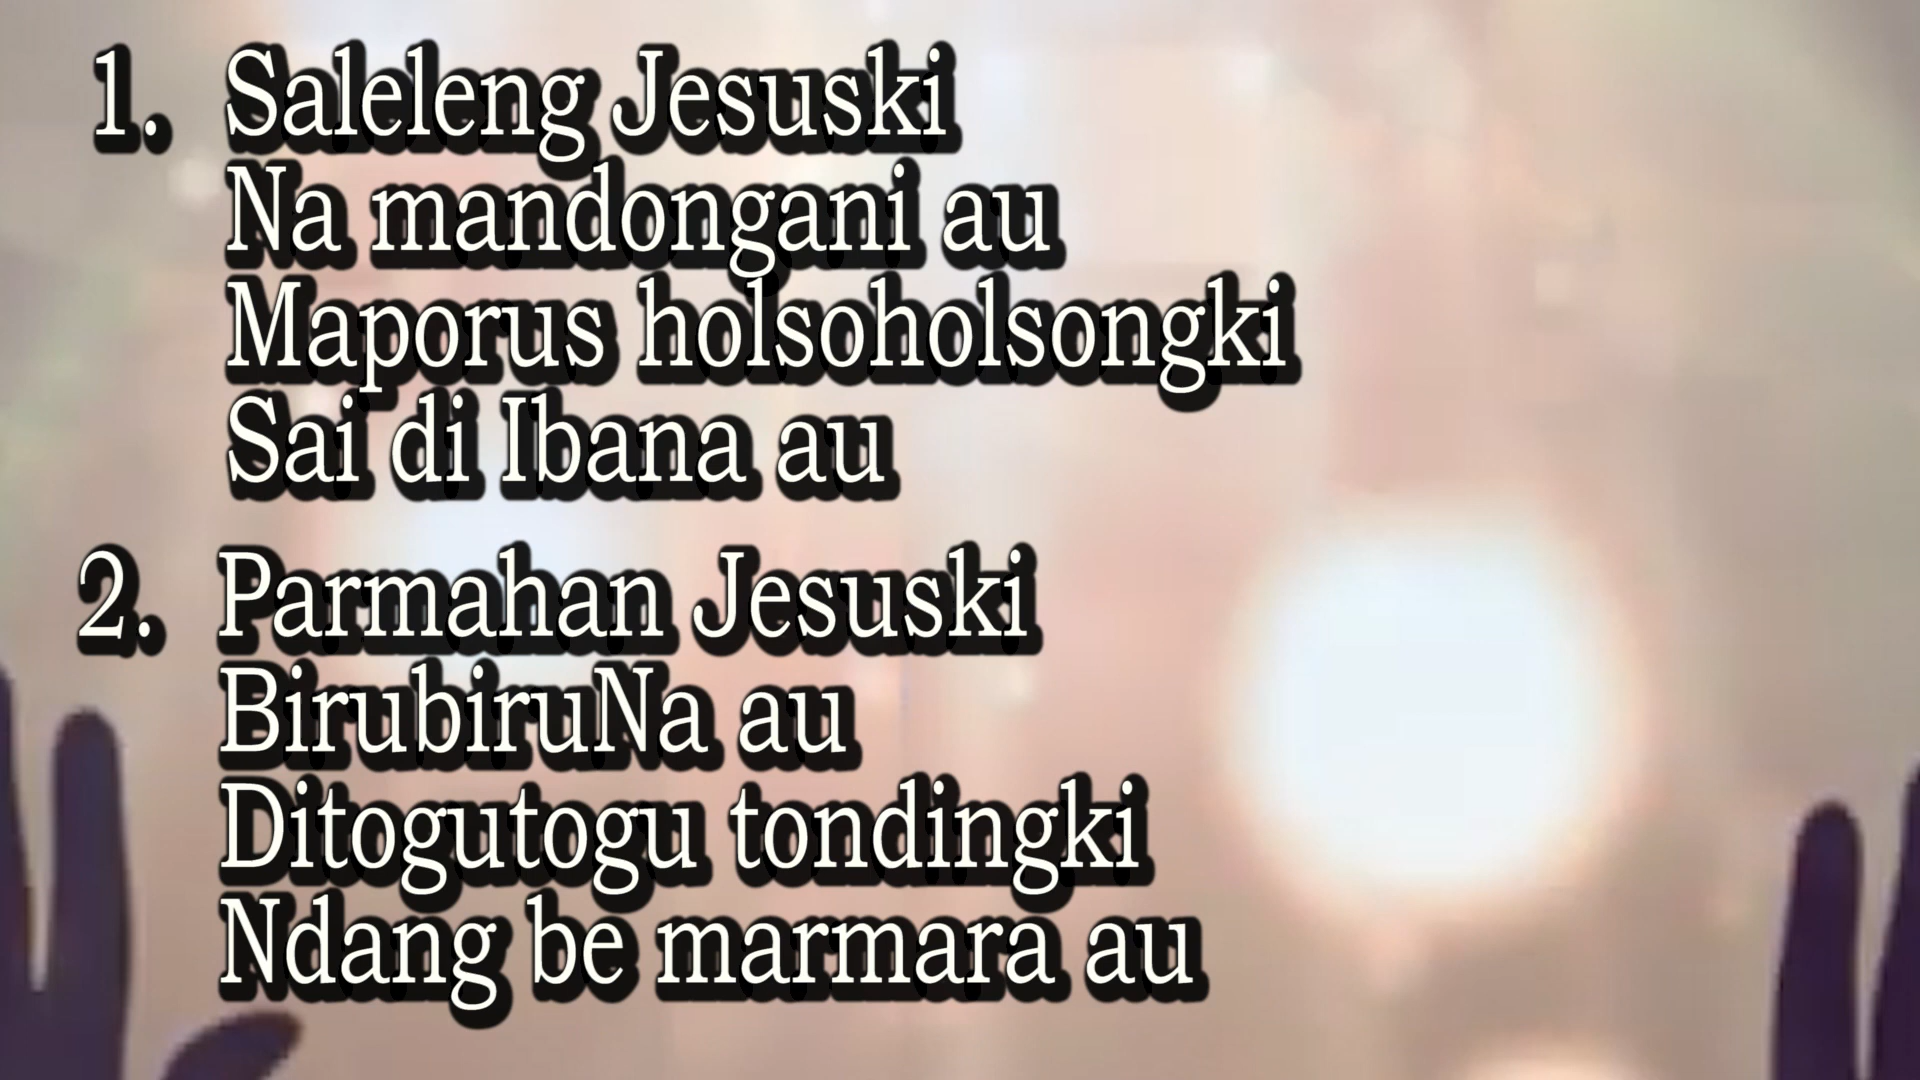 1. Saleleng Jesuski
Na mandongani au
Maporus holsoholsongki
Sai di Ibana au
2. Parmahan Jesuski
BirubiruNa au
Ditogutogu tondingki
Ndang be marmara au